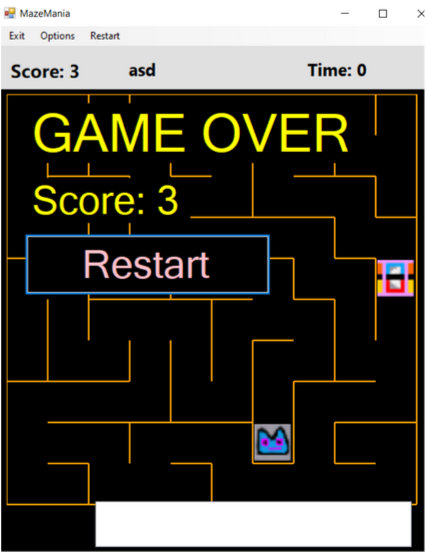 MazeMania
Exit Options Restart
Score: 3 asd Time: 0
GAME OVER
Score: 3
Restart